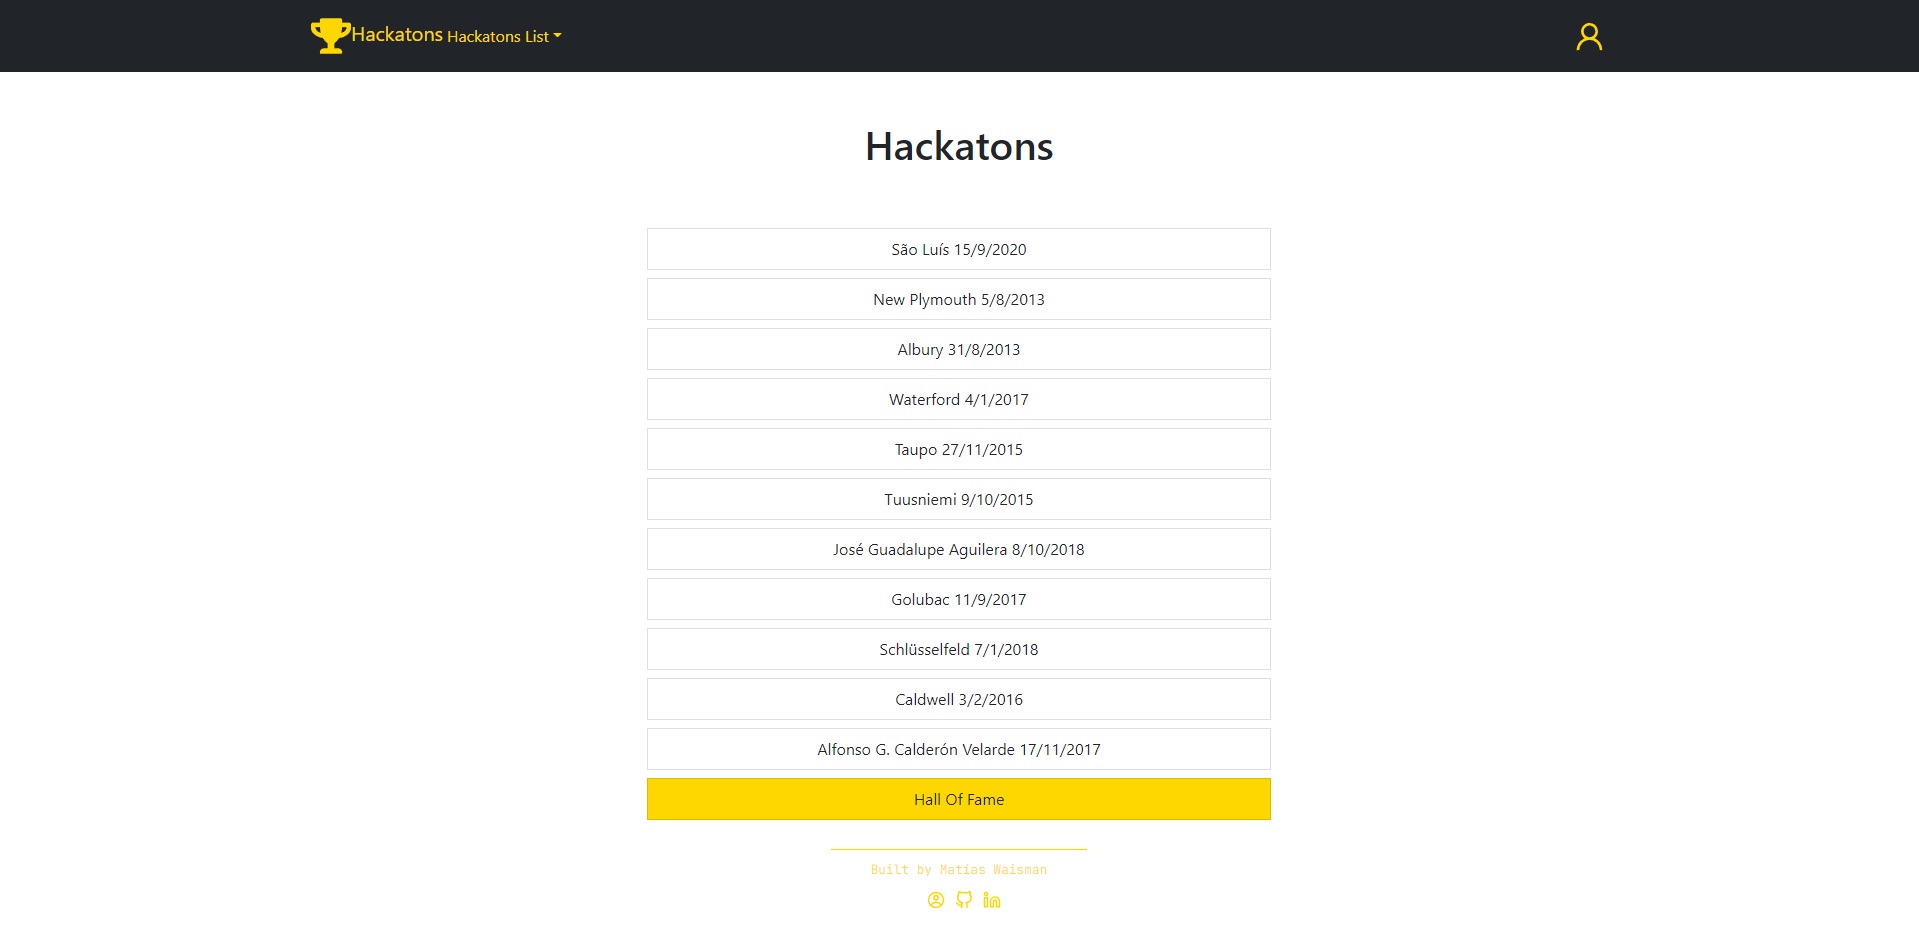 Hackatons Hackatons List
Hackatons
São Luís 15/9/2020
New Plymouth 5/8/2013
Albury 31/8/2013
Waterford 4/1/2017
Taupo 27/11/2015
Tuusniemi 9/10/2015
José Guadalupe Aguilera 8/10/2018
Golubac 11/9/2017
Schlüsselfeld 7/1/2018
Caldwell 3/2/2016
Alfonso G. Calderón Velarde 17/11/2017
Hall Of Fame
Built by Matías Waisman